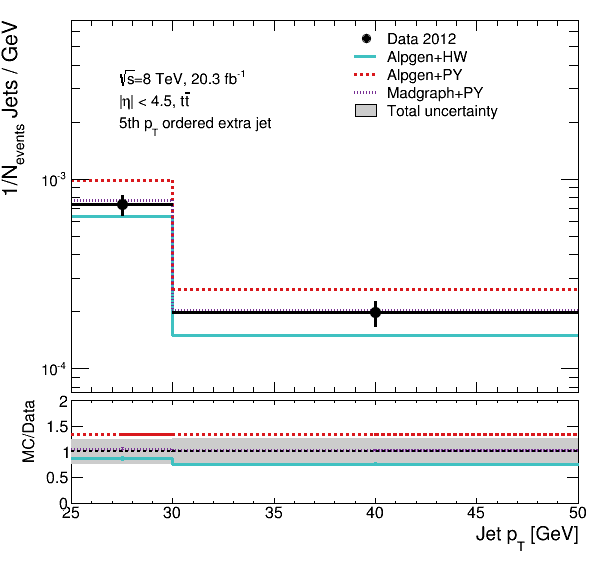 1/N_events Jets / GeV
Data 2012
Alpgen+HW
Alpgen+PY
Madgraph+PY
Total uncertainty
√s=8 TeV, 20.3 fb⁻¹
|η| < 4.5, tt̄
5th p_T ordered extra jet
10⁻³
10⁻⁴
MC/Data
2
1.5
1
0.5
0
25 30 35 40 45 50
Jet p_T [GeV]